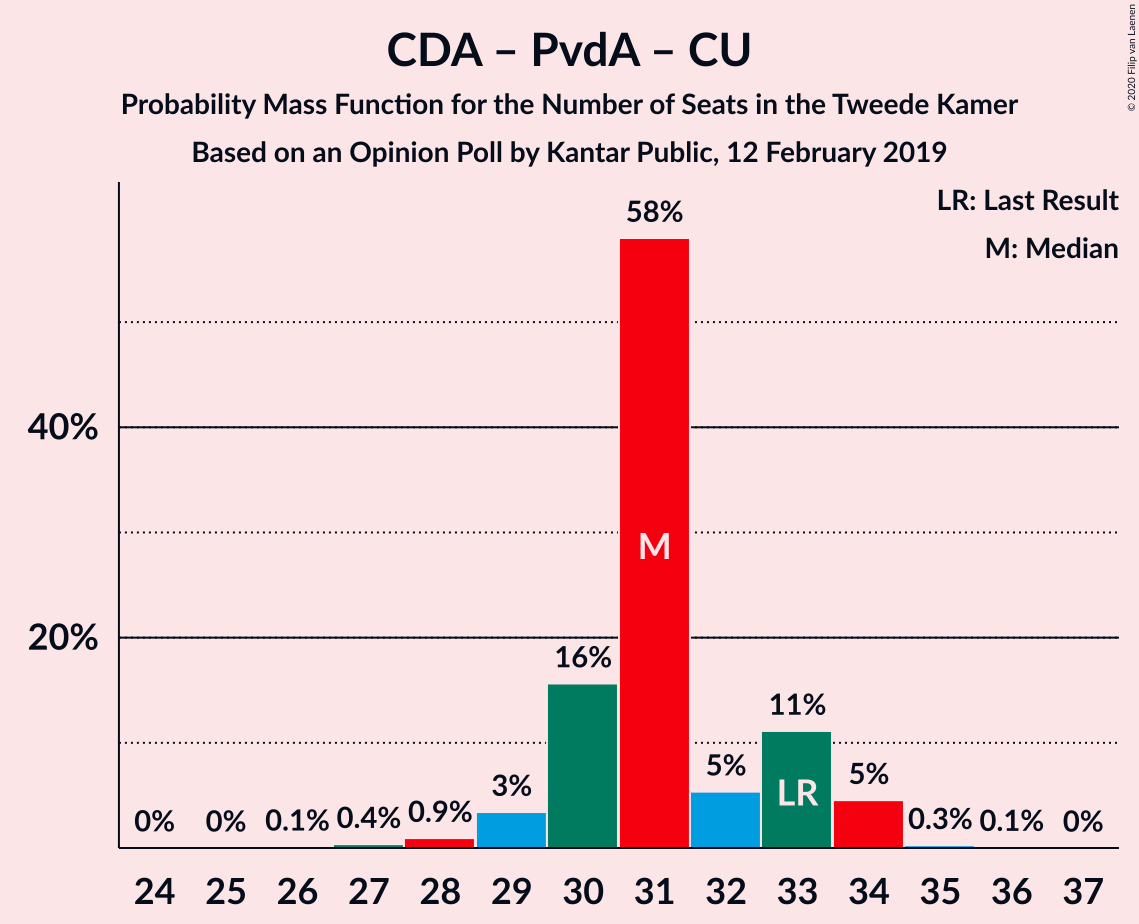 CDA – PvdA – CU
Probability Mass Function for the Number of Seats in the Tweede Kamer
Based on an Opinion Poll by Kantar Public, 12 February 2019
© 2020 Filip van Laenen
LR: Last Result
M: Median
58%
40%
M
20%
16%
11%
5%
LR
5%
3%
0%
0%
0.1%
0.4%
0.9%
0.3%
0.1%
0%
24 25 26 27 28 29 30 31 32 33 34 35 36 37